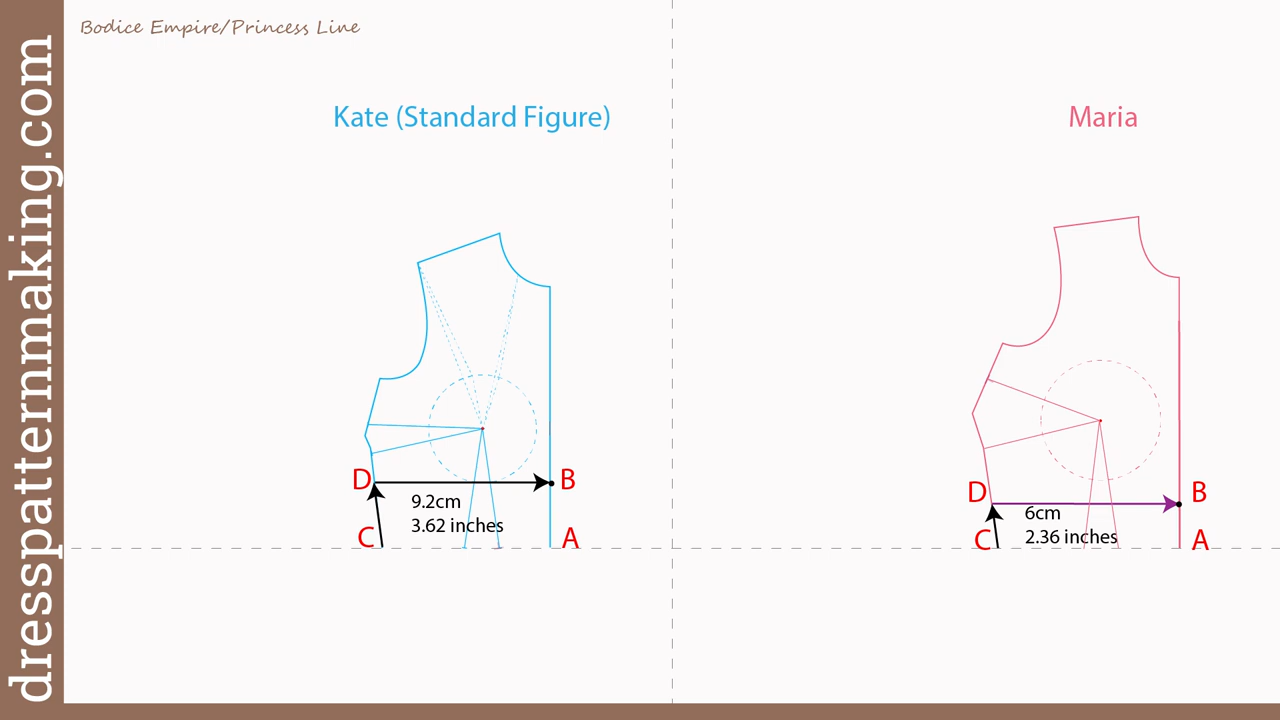 dresspatternmaking.com
Bodice Empire/Princess Line
Kate (Standard Figure)
D
B
9.2cm
3.62 inches
C
A
Maria
D
B
6cm
2.36 inches
C
A